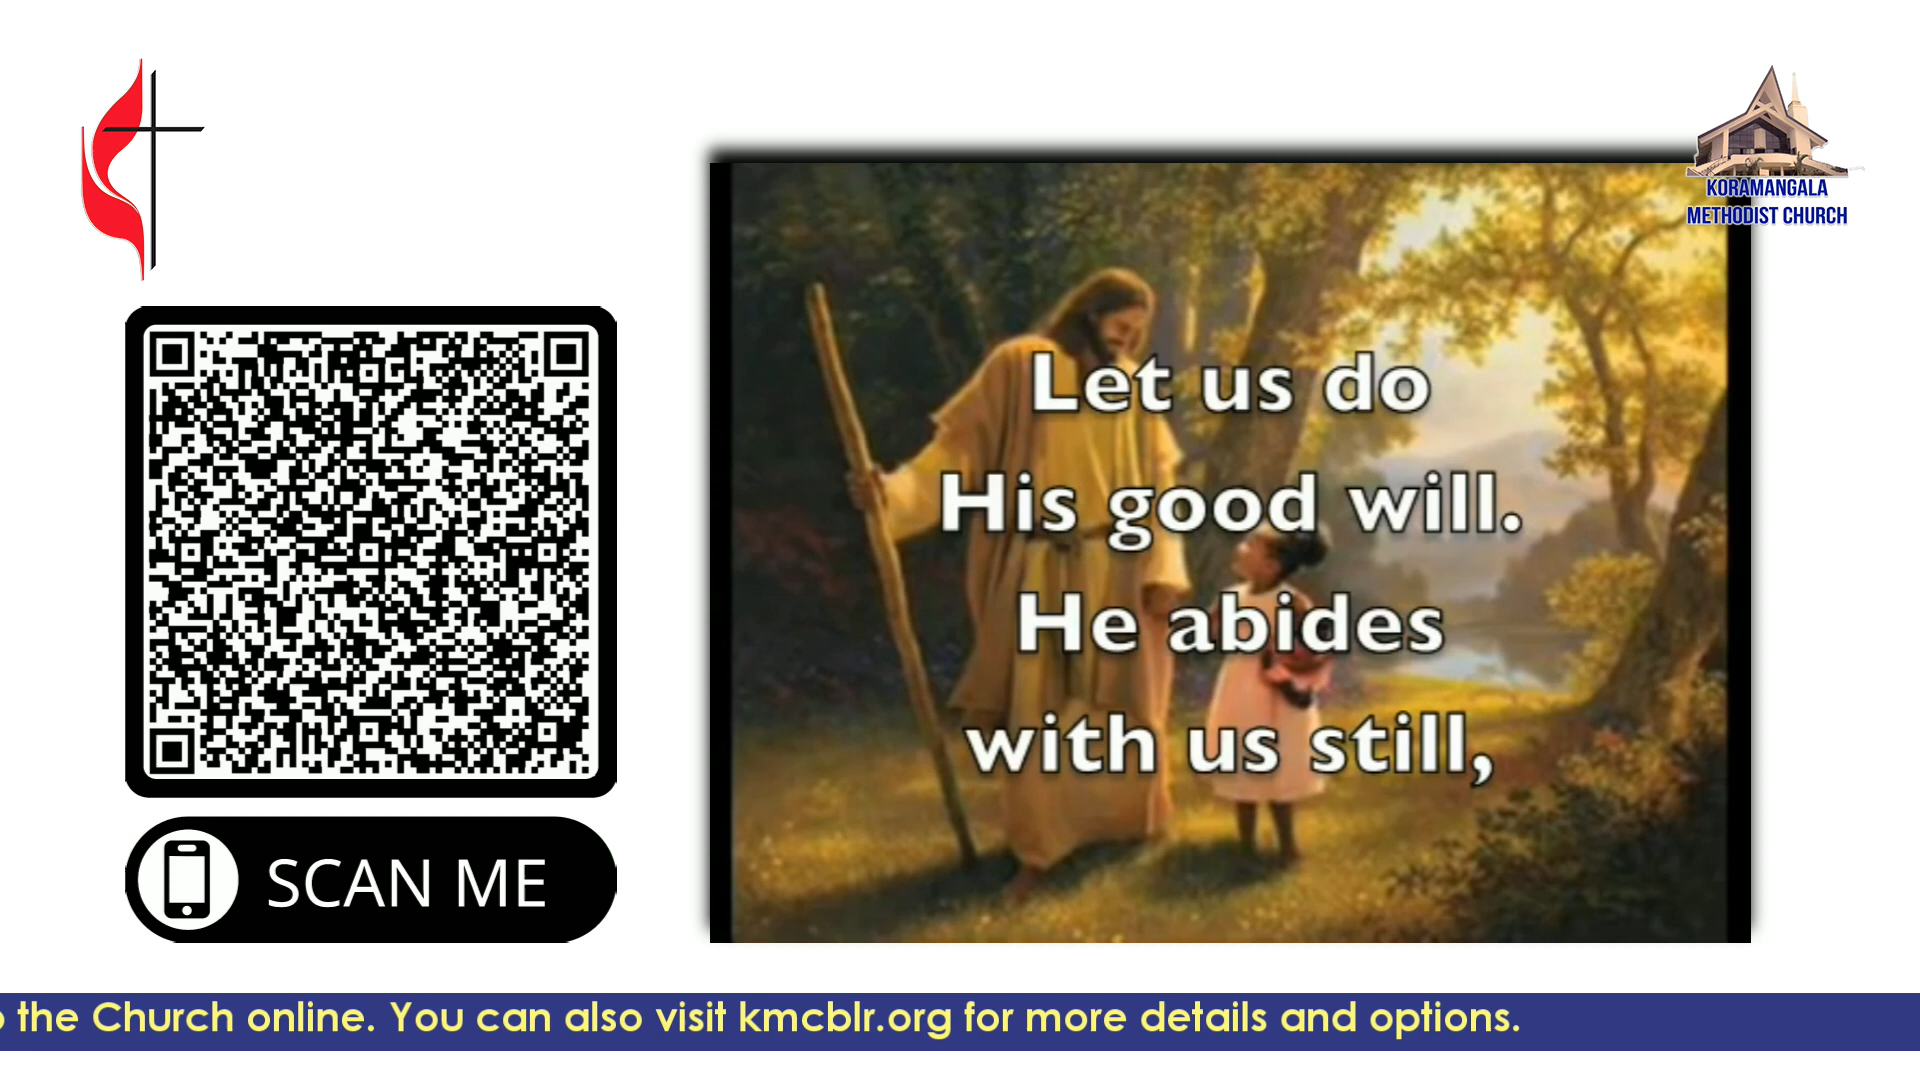 KORAMANGALA
METHODIST CHURCH
Let us do
His good will.
He abides
with us still,
SCAN ME
the Church online. You can also visit kmcblr.org for more details and options.